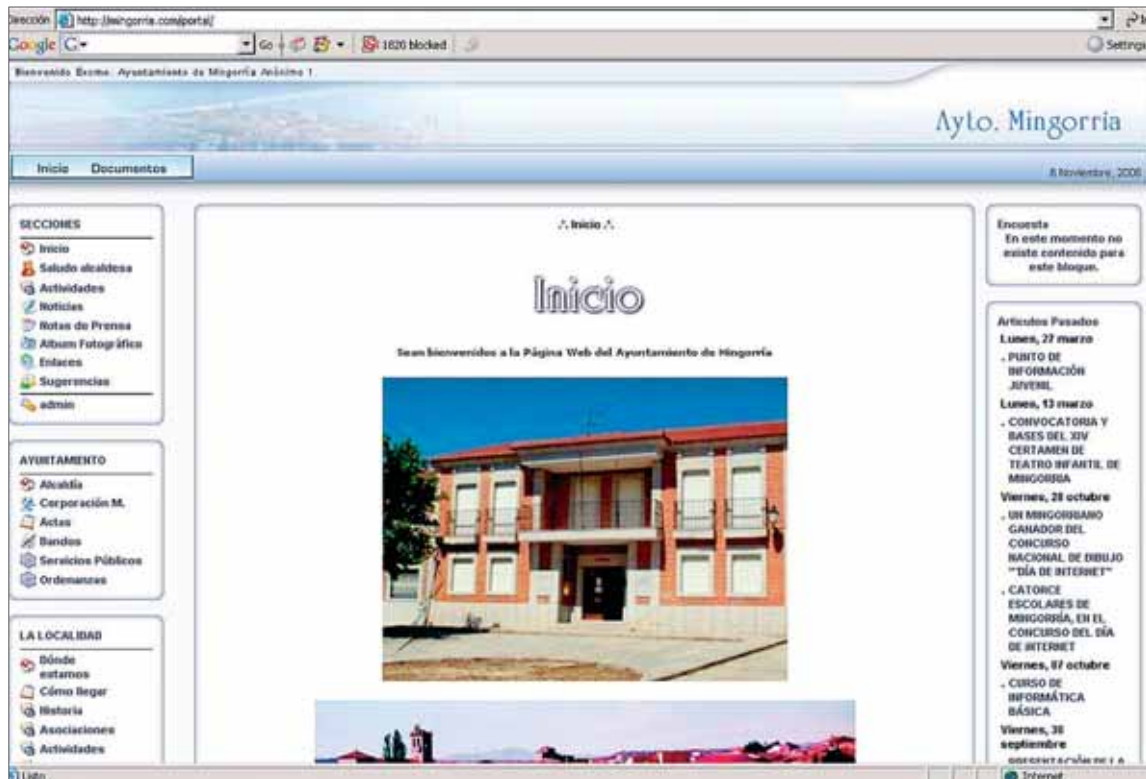 Dirección http://mingorria.com/portal/
Google Go 1626 blocked Settings
Bienvenido Excmo. Ayuntamiento de Mingorría Anónimo !
Ayto. Mingorría
Inicio Documentos
8 Noviembre, 2006
SECCIONES
Inicio
Saludo alcaldesa
Actividades
Noticias
Notas de Prensa
Album Fotográfico
Enlaces
Sugerencias
admin
AYUNTAMIENTO
Alcaldía
Corporación M.
Actas
Bandos
Servicios Públicos
Ordenanzas
LA LOCALIDAD
Dónde
estamos
Cómo llegar
Historia
Asociaciones
Actividades
.·. Inicio .·.
Inicio
Sean bienvenidos a la Página Web del Ayuntamiento de Mingorría
Encuesta
En este momento no
existe contenido para
este bloque.
Artículos Pasados
Lunes, 27 marzo
. PUNTO DE
INFORMACIÓN
JUVENIL
Lunes, 13 marzo
. CONVOCATORIA Y
BASES DEL XIV
CERTAMEN DE
TEATRO INFANTIL DE
MINGORRIA
Viernes, 28 octubre
. UN MINGORRIANO
GANADOR DEL
CONCURSO
NACIONAL DE DIBUJO
""DÍA DE INTERNET"
. CATORCE
ESCOLARES DE
MINGORRÍA, EN EL
CONCURSO DEL DÍA
DE INTERNET
Viernes, 07 octubre
. CURSO DE
INFORMÁTICA
BÁSICA
Viernes, 30
septiembre
PRESENTACIÓN DE LA
Listo
Internet